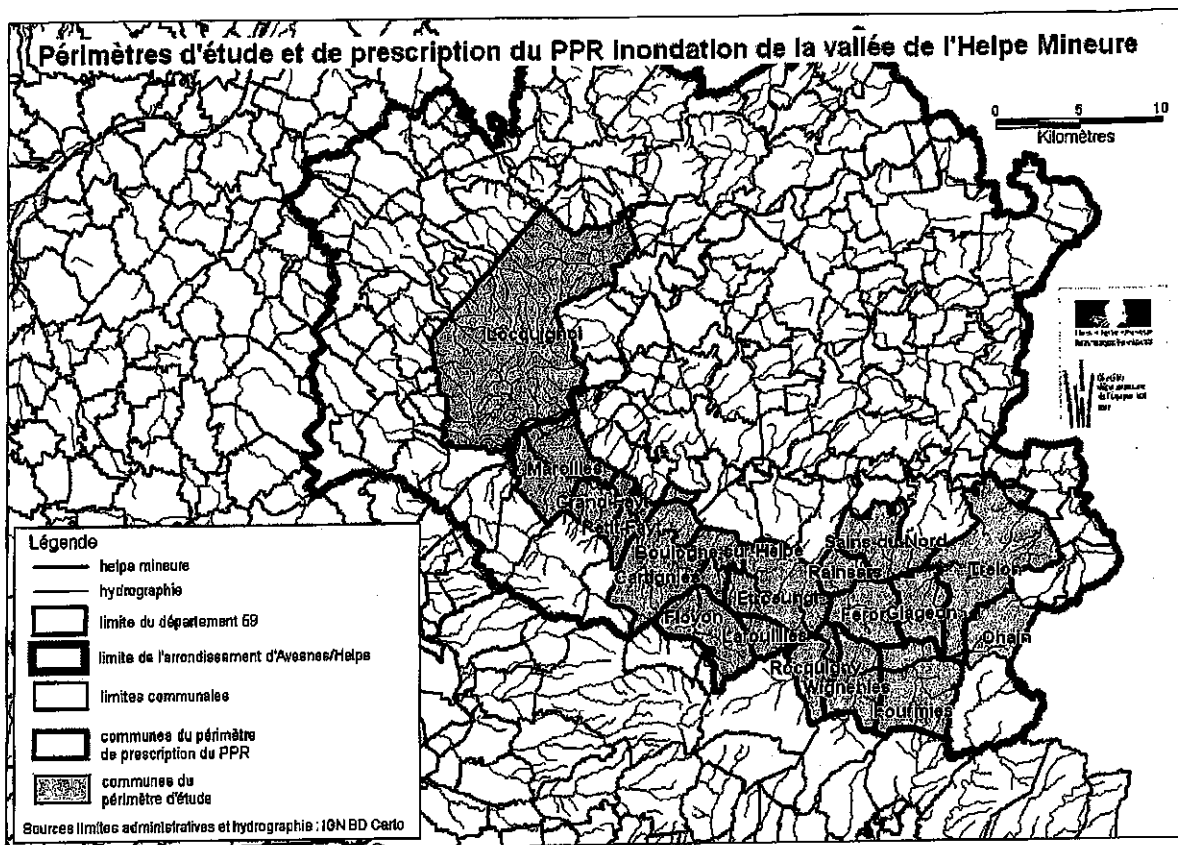 Périmètres d'étude et de prescription du PPR Inondation de la vallée de l'Helpe Mineure
0 5 10
Kilomètres
Locquignol
Maroilles
Grand-Fayt
Petit-Fayt
Boulogne-sur-Helpe
Sains-du-Nord
Cartignies
Rainsars
Trélon
Etroeungt
Floyon
Féron
Glageon
Larouillies
Ohain
Rocquigny
Wignehies
Fourmies
Légende
helpe mineure
hydrographie
limite du département 59
limite de l'arrondissement d'Avesnes/Helpe
limites communales
communes du périmètre
de prescription du PPR
communes du
périmètre d'étude
Sources limites administratives et hydrographie : IGN BD Carto